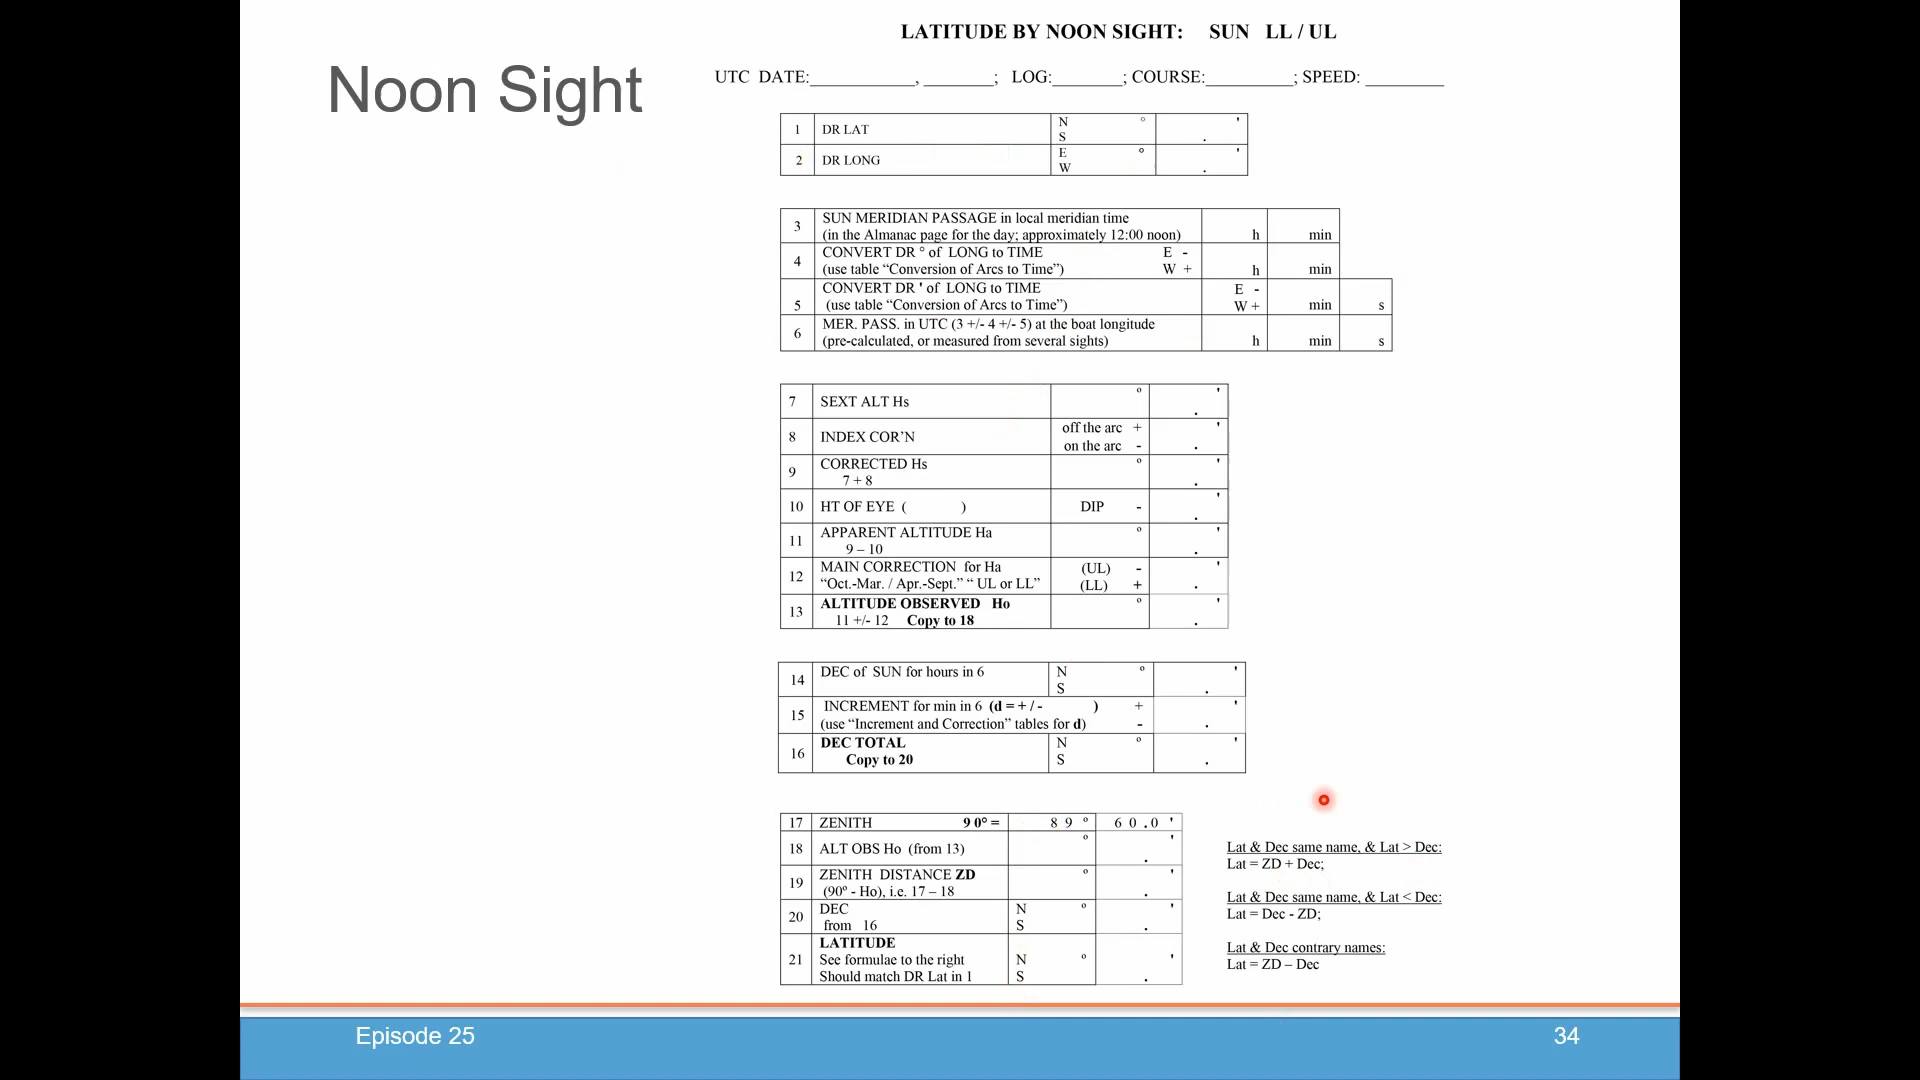 LATITUDE BY NOON SIGHT: SUN LL / UL
Noon Sight
UTC DATE:____________, ________; LOG:________; COURSE:__________; SPEED: _________
1 DR LAT N S ° . '
2 DR LONG E W ° . '
3 SUN MERIDIAN PASSAGE in local meridian time
(in the Almanac page for the day; approximately 12:00 noon) h min
4 CONVERT DR ° of LONG to TIME E -
(use table “Conversion of Arcs to Time”) W + h min
5 CONVERT DR ' of LONG to TIME E -
(use table “Conversion of Arcs to Time”) W + min s
6 MER. PASS. in UTC (3 +/- 4 +/- 5) at the boat longitude
(pre-calculated, or measured from several sights) h min s
7 SEXT ALT Hs º . '
8 INDEX COR’N off the arc + '
on the arc - .
9 CORRECTED Hs º '
7 + 8 .
10 HT OF EYE ( ) DIP - . '
11 APPARENT ALTITUDE Ha º '
9 – 10 .
12 MAIN CORRECTION for Ha (UL) - '
“Oct.-Mar. / Apr.-Sept.” “ UL or LL” (LL) + .
13 ALTITUDE OBSERVED Ho º '
11 +/- 12 Copy to 18 .
14 DEC of SUN for hours in 6 N º '
S .
15 INCREMENT for min in 6 (d = + / - ) + '
(use “Increment and Correction” tables for d) - .
16 DEC TOTAL N º '
Copy to 20 S .
17 ZENITH 9 0° = 8 9 º 6 0 . 0 '
18 ALT OBS Ho (from 13) º . '
19 ZENITH DISTANCE ZD º '
(90º - Ho), i.e. 17 – 18 .
20 DEC N º '
from 16 S .
21 LATITUDE
See formulae to the right N º '
Should match DR Lat in 1 S .
Lat & Dec same name, & Lat > Dec:
Lat = ZD + Dec;
Lat & Dec same name, & Lat < Dec:
Lat = Dec - ZD;
Lat & Dec contrary names:
Lat = ZD – Dec
Episode 25
34